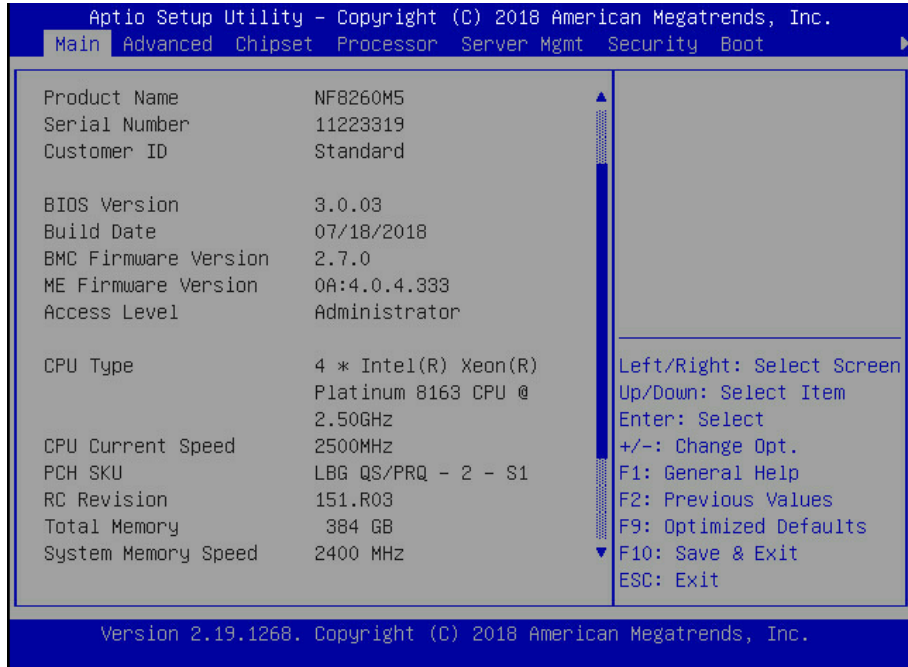 Aptio Setup Utility – Copyright (C) 2018 American Megatrends, Inc.
Main Advanced Chipset Processor Server Mgmt Security Boot
Product Name NF8260M5
Serial Number 11223319
Customer ID Standard
BIOS Version 3.0.03
Build Date 07/18/2018
BMC Firmware Version 2.7.0
ME Firmware Version 0A:4.0.4.333
Access Level Administrator
CPU Type 4 * Intel(R) Xeon(R)
Platinum 8163 CPU @
2.50GHz
CPU Current Speed 2500MHz
PCH SKU LBG QS/PRQ - 2 - S1
RC Revision 151.R03
Total Memory 384 GB
System Memory Speed 2400 MHz
Left/Right: Select Screen
Up/Down: Select Item
Enter: Select
+/-: Change Opt.
F1: General Help
F2: Previous Values
F9: Optimized Defaults
F10: Save & Exit
ESC: Exit
Version 2.19.1268. Copyright (C) 2018 American Megatrends, Inc.